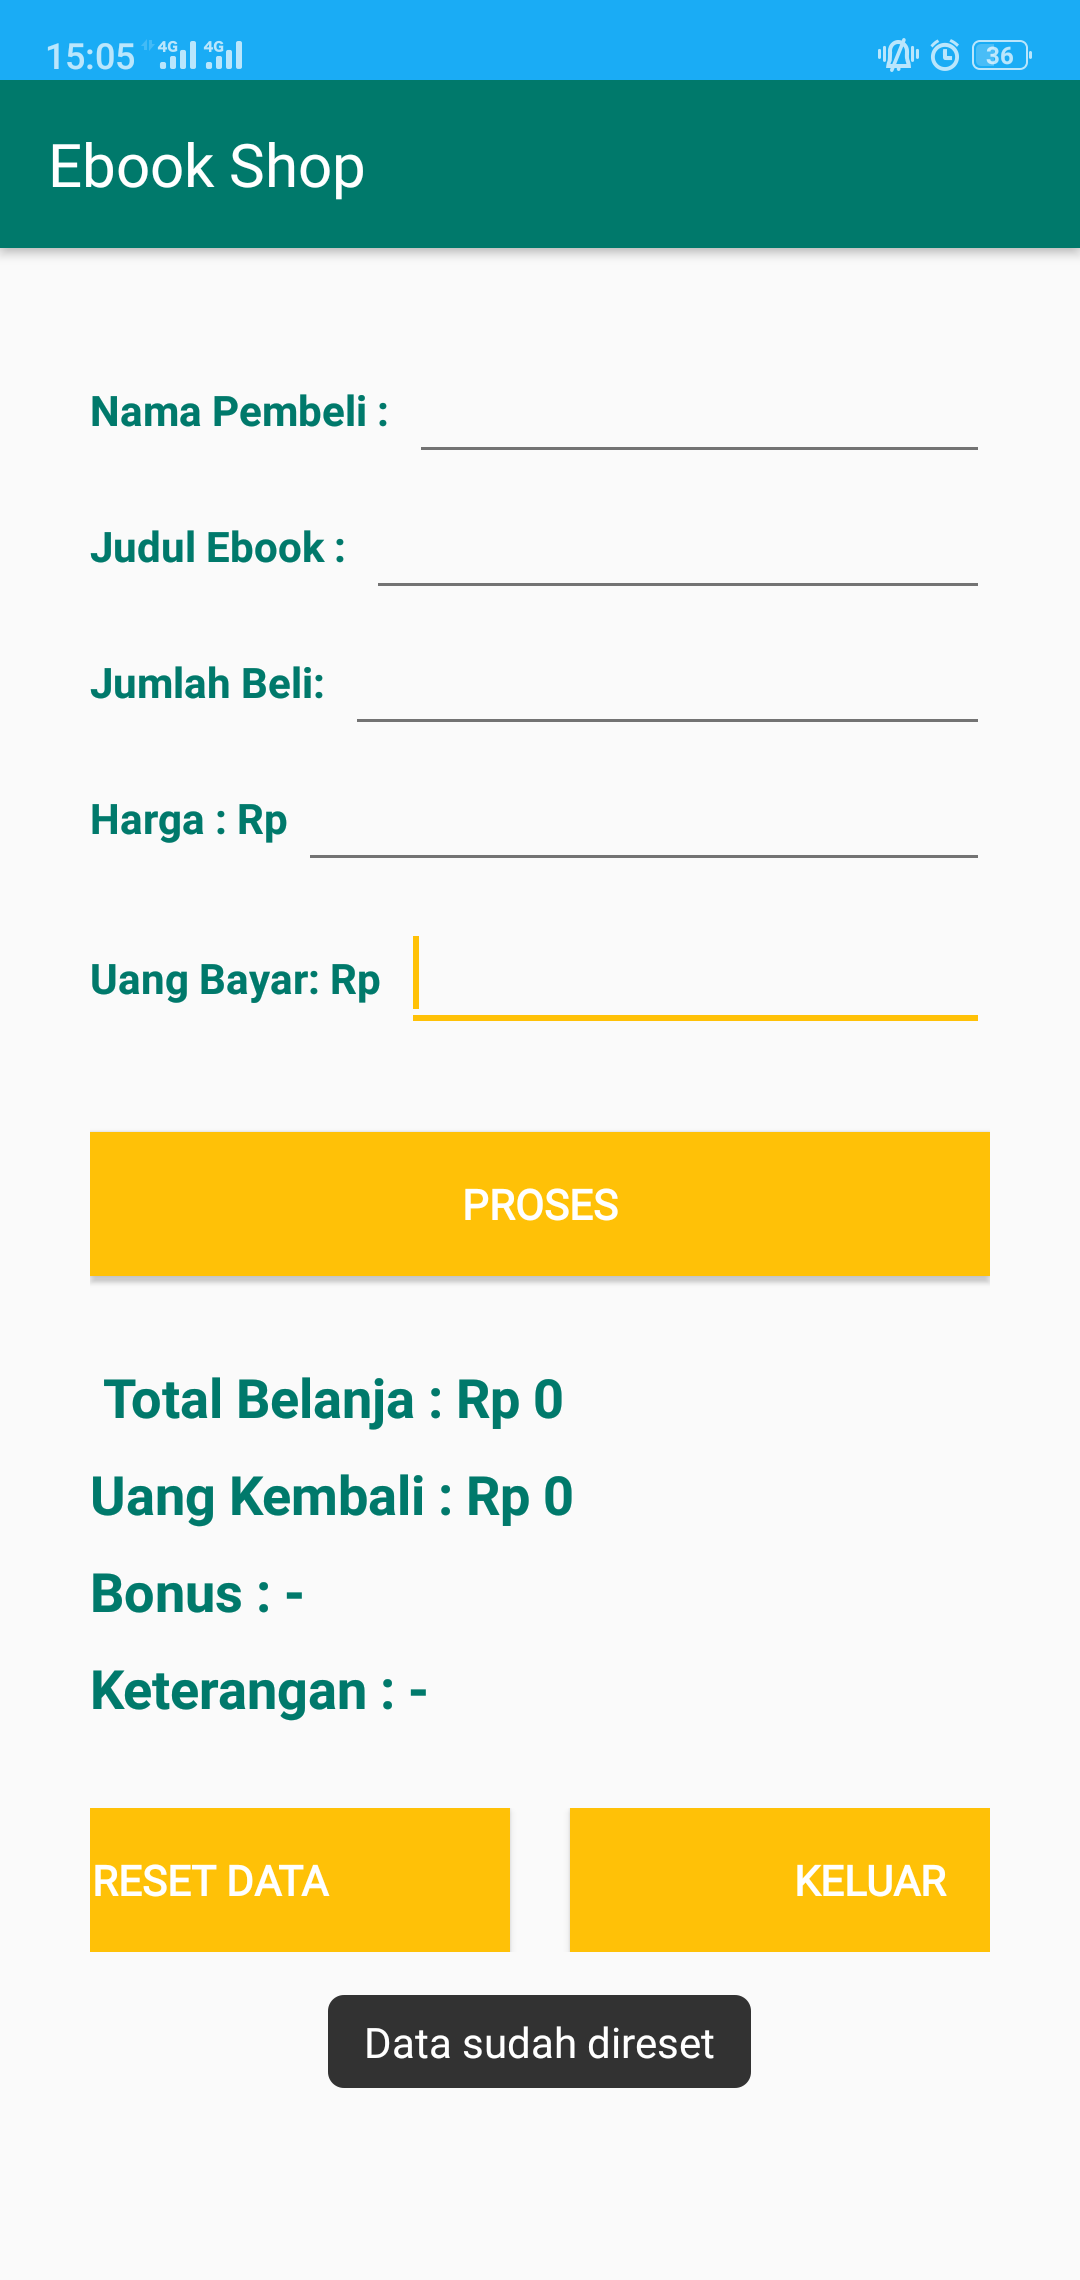 15:05 4G 4G 36
Ebook Shop
Nama Pembeli :
Judul Ebook :
Jumlah Beli:
Harga : Rp
Uang Bayar: Rp
PROSES
Total Belanja : Rp 0
Uang Kembali : Rp 0
Bonus : -
Keterangan : -
RESET DATA KELUAR
Data sudah direset